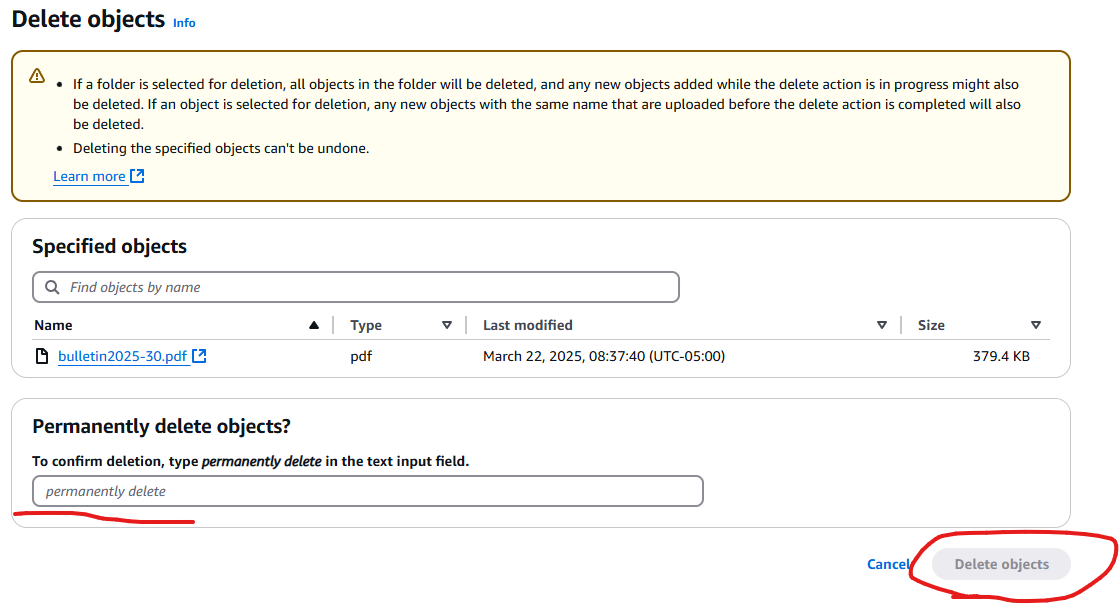 Delete objects Info
If a folder is selected for deletion, all objects in the folder will be deleted, and any new objects added while the delete action is in progress might also
be deleted. If an object is selected for deletion, any new objects with the same name that are uploaded before the delete action is completed will also
be deleted.
Deleting the specified objects can't be undone.
Learn more
Specified objects
Find objects by name
Name Type Last modified Size
bulletin2025-30.pdf pdf March 22, 2025, 08:37:40 (UTC-05:00) 379.4 KB
Permanently delete objects?
To confirm deletion, type permanently delete in the text input field.
permanently delete
Cancel Delete objects